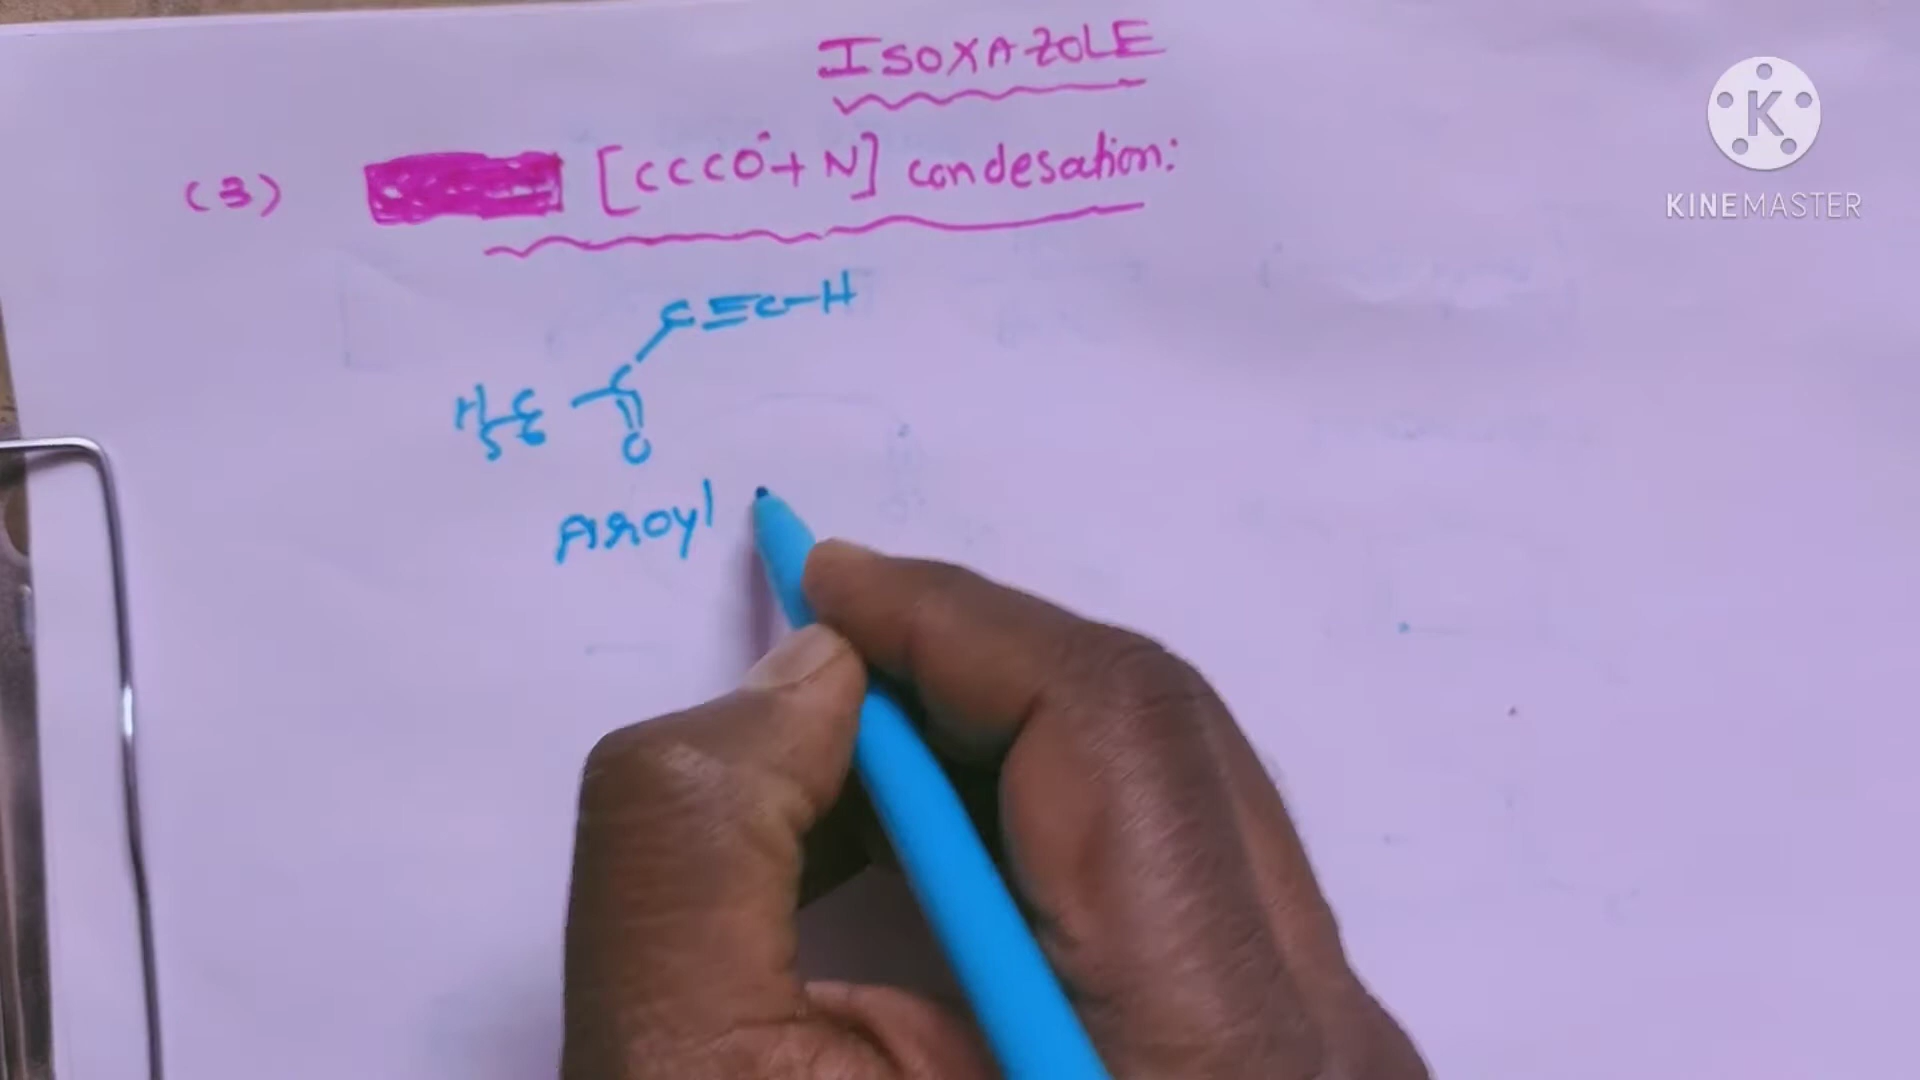 ISOXAZOLE
(3) [CCCO+N] condesation:
C≡C-H
H5C6 C
O
Aroyl
K
KINEMASTER